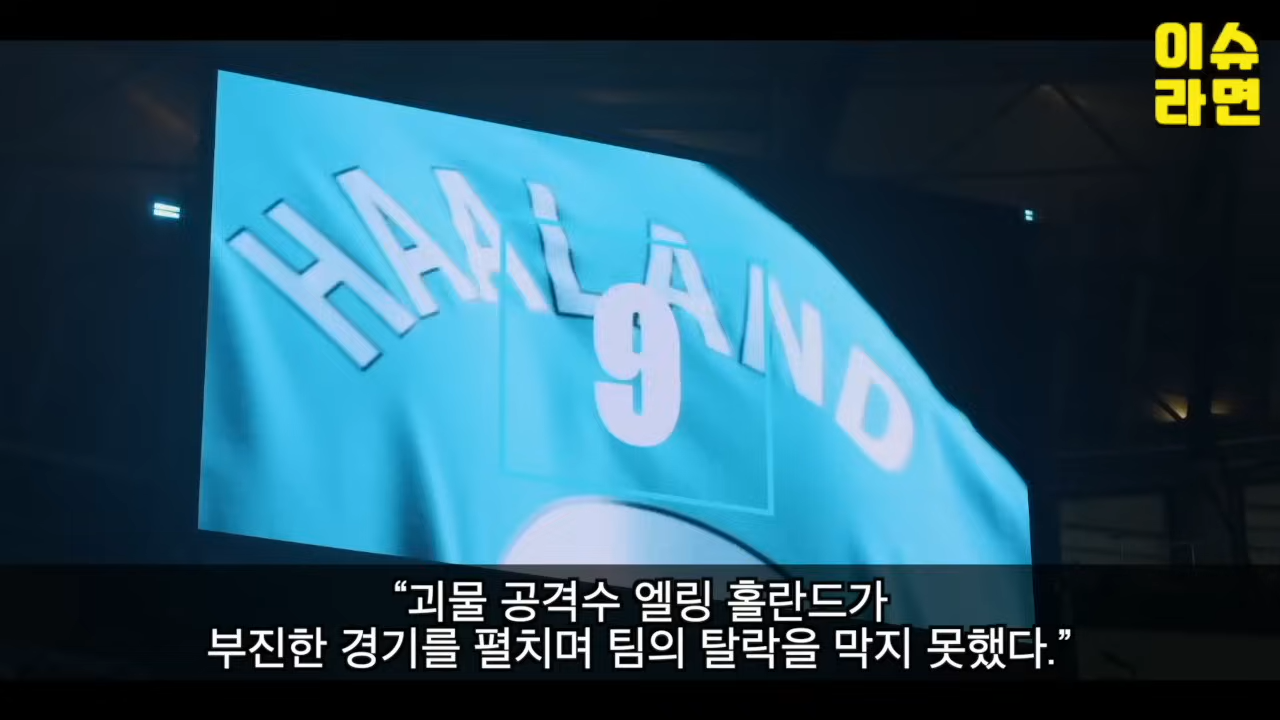 이슈
라면
HAALAND
9
“괴물 공격수 엘링 홀란드가
부진한 경기를 펼치며 팀의 탈락을 막지 못했다.”